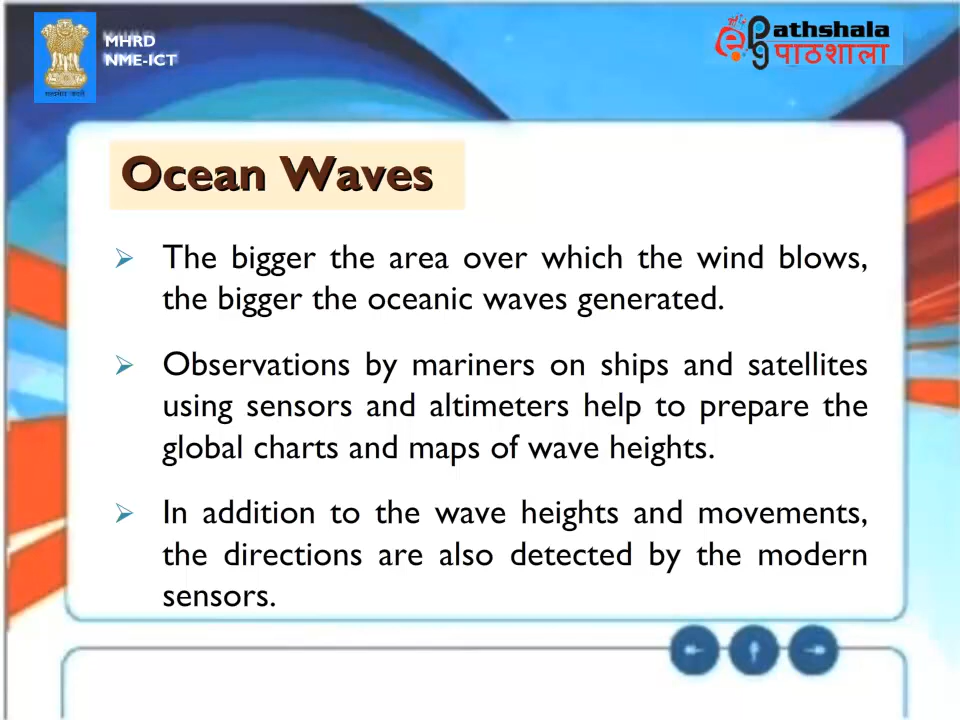 MHRD
NME-ICT
ePathshala
पाठशाला
Ocean Waves
The bigger the area over which the wind blows,
the bigger the oceanic waves generated.
Observations by mariners on ships and satellites
using sensors and altimeters help to prepare the
global charts and maps of wave heights.
In addition to the wave heights and movements,
the directions are also detected by the modern
sensors.